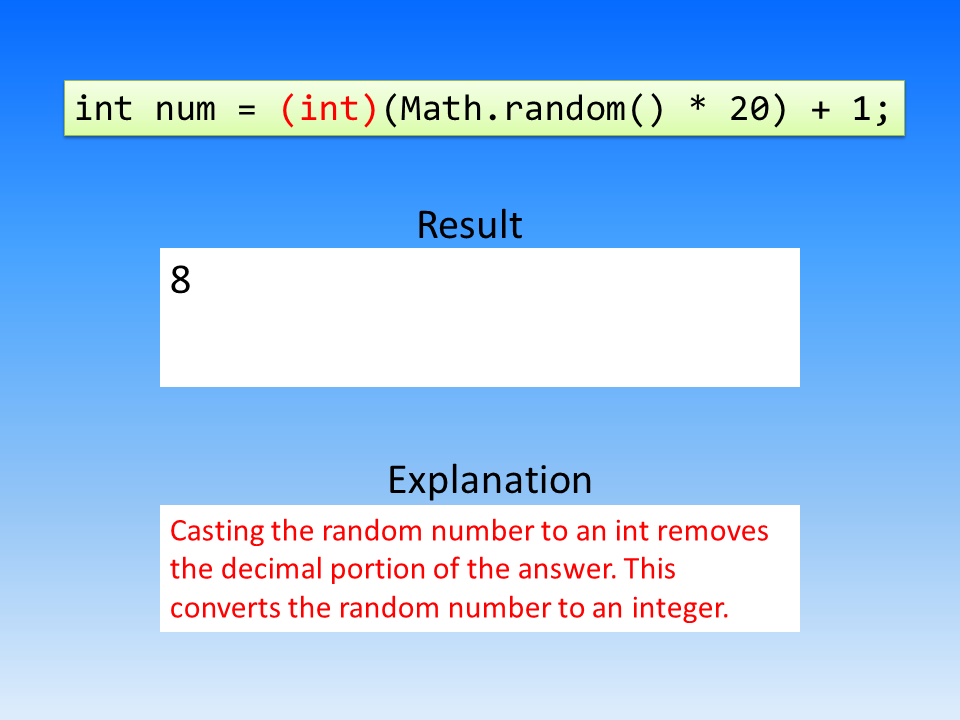 int num = (int)(Math.random() * 20) + 1;
Result
8
Explanation
Casting the random number to an int removes
the decimal portion of the answer. This
converts the random number to an integer.